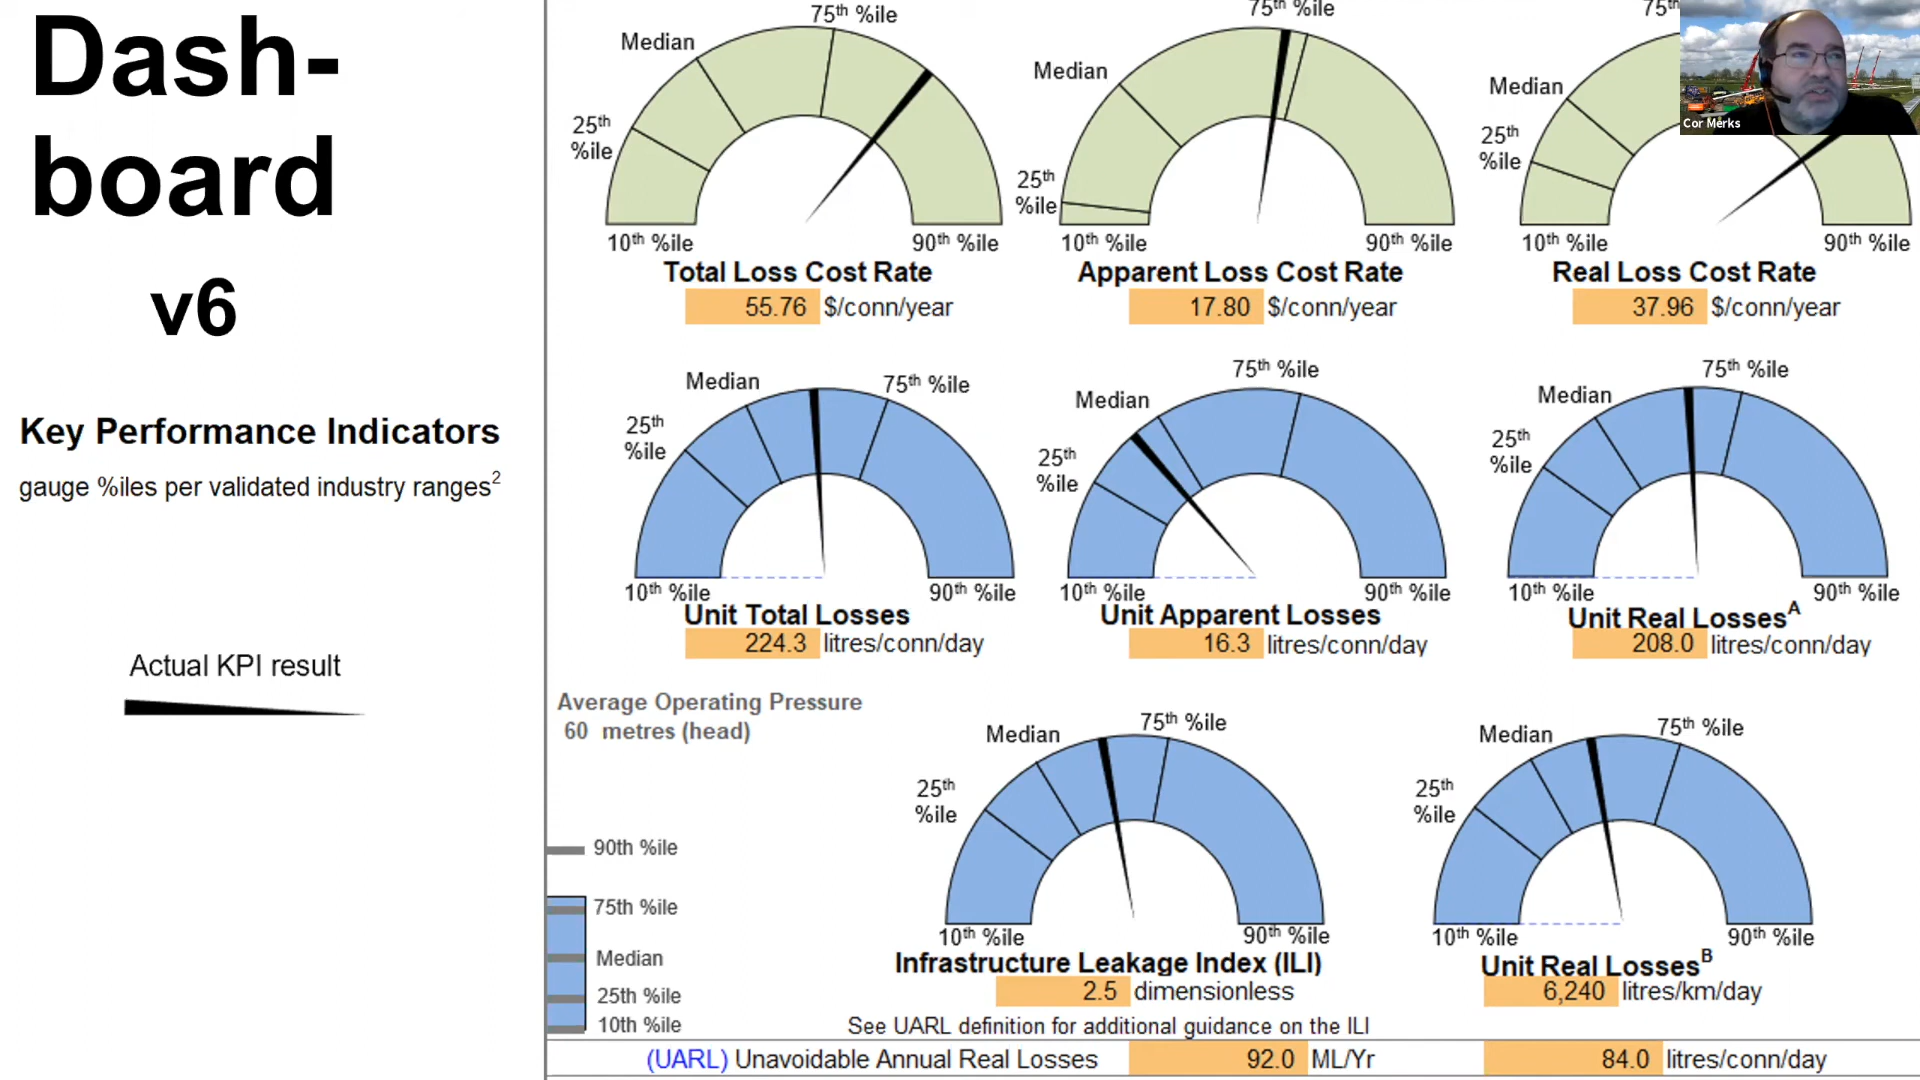 Dash-
board
v6
Key Performance Indicators
gauge %iles per validated industry ranges2
Actual KPI result
75th %ile
Median
25th
%ile
10th %ile
90th %ile
Total Loss Cost Rate
55.76 $/conn/year
75th %ile
Median
25th
%ile
10th %ile
90th %ile
Apparent Loss Cost Rate
17.80 $/conn/year
75th
Median
25th
%ile
10th %ile
90th %ile
Real Loss Cost Rate
37.96 $/conn/year
Cor Merks
Median
75th %ile
25th
%ile
10th %ile
90th %ile
Unit Total Losses
224.3 litres/conn/day
75th %ile
Median
25th
%ile
10th %ile
90th %ile
Unit Apparent Losses
16.3 litres/conn/day
75th %ile
Median
25th
%ile
10th %ile
90th %ile
Unit Real LossesA
208.0 litres/conn/day
Average Operating Pressure
60 metres (head)
90th %ile
75th %ile
Median
25th %ile
10th %ile
75th %ile
Median
25th
%ile
10th %ile
90th %ile
Infrastructure Leakage Index (ILI)
2.5 dimensionless
See UARL definition for additional guidance on the ILI
75th %ile
Median
25th
%ile
10th %ile
90th %ile
Unit Real LossesB
6,240 litres/km/day
(UARL) Unavoidable Annual Real Losses 92.0 ML/Yr 84.0 litres/conn/day